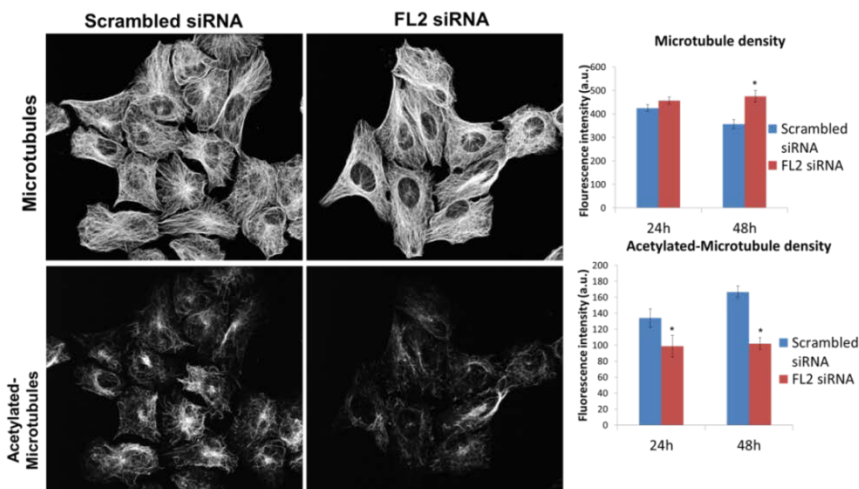 Scrambled siRNA
FL2 siRNA
Microtubules
Acetylated-
Microtubules
Microtubule density
Flourescence intensity (a.u.)
600
500
400
300
200
100
0
*
24h
48h
Scrambled
siRNA
FL2 siRNA
Acetylated-Microtubule density
Fluorescence intensity (a.u.)
200
180
160
140
120
100
80
60
40
20
0
*
*
24h
48h
Scrambled
siRNA
FL2 siRNA